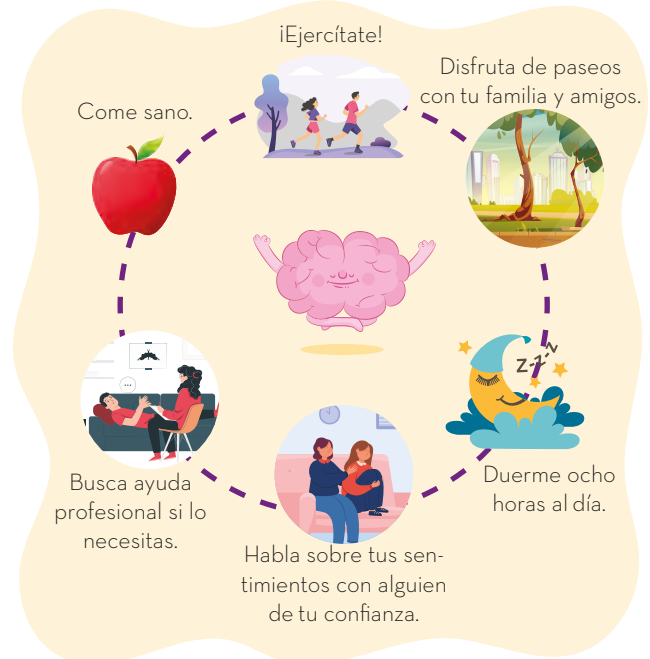 ¡Ejercítate!
Disfruta de paseos
con tu familia y amigos.
Come sano.
Z-z-z
Duerme ocho
horas al día.
Busca ayuda
profesional si lo
necesitas.
Habla sobre tus sen-
timientos con alguien
de tu confianza.